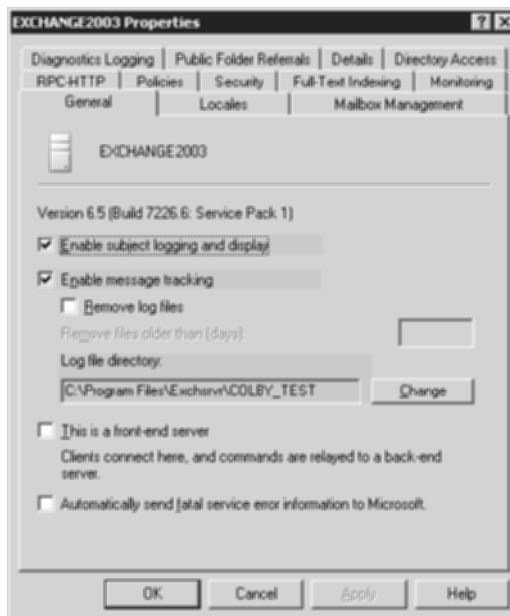 EXCHANGE2003 Properties
Diagnostics Logging Public Folder Referrals Details Directory Access
RPC-HTTP Policies Security Full-Text Indexing Monitoring
General Locales Mailbox Management
EXCHANGE2003
Version 6.5 (Build 7226.6: Service Pack 1)
Enable subject logging and display
Enable message tracking
Remove log files
Remove files older than (days):
Log file directory:
C:\Program Files\Exchsrvr\COLBY_TEST Change
This is a front-end server
Clients connect here, and commands are relayed to a back-end
server.
Automatically send fatal service error information to Microsoft.
OK Cancel Apply Help